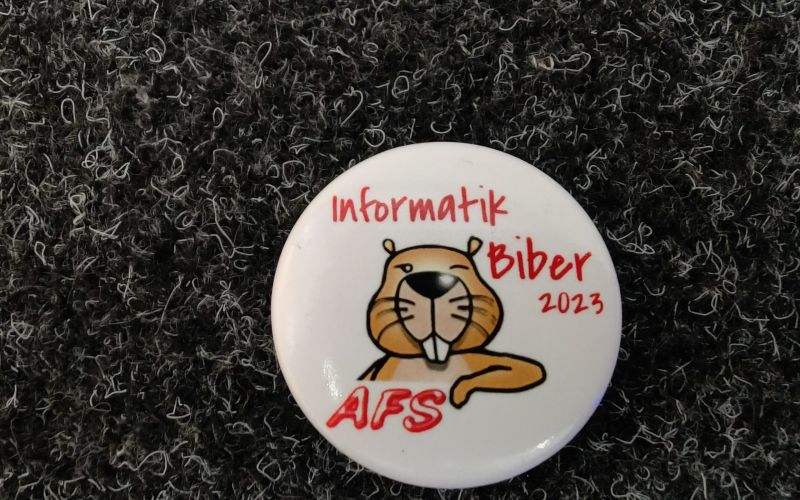 Informatik
Biber
2023
AFS